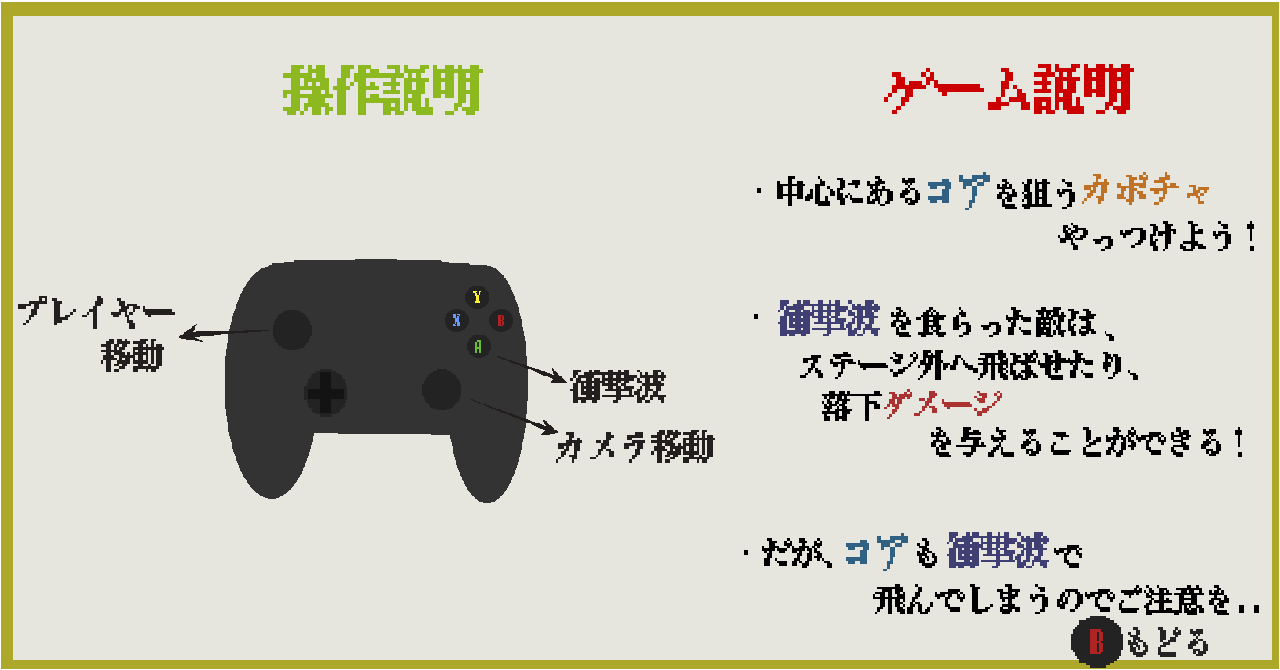 操作説明
プレイヤー
移動
Y
X
B
A
衝撃波
カメラ移動
ゲーム説明
・中心にあるコアを狙うカボチャ
やっつけよう！
・衝撃波を食らった敵は、
ステージ外へ飛ばせたり、
落下ダメージ
を与えることができる！
・だが、コアも衝撃波で
飛んでしまうのでご注意を..
Bもどる